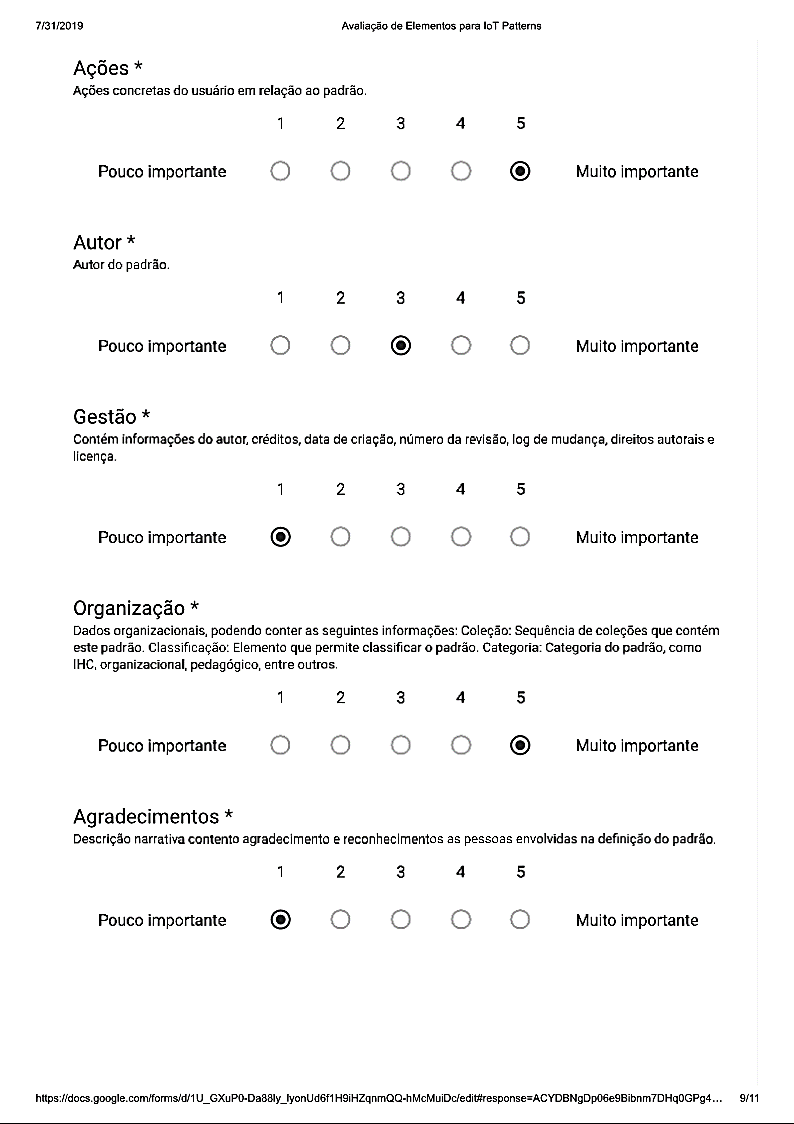 7/31/2019 Avaliação de Elementos para IoT Patterns
Ações *
Ações concretas do usuário em relação ao padrão.
1 2 3 4 5
Pouco importante Muito importante
Autor *
Autor do padrão.
1 2 3 4 5
Pouco importante Muito importante
Gestão *
Contém informações do autor, créditos, data de criação, número da revisão, log de mudança, direitos autorais e
licença.
1 2 3 4 5
Pouco importante Muito importante
Organização *
Dados organizacionais, podendo conter as seguintes informações: Coleção: Sequência de coleções que contém
este padrão. Classificação: Elemento que permite classificar o padrão. Categoria: Categoria do padrão, como
IHC, organizacional, pedagógico, entre outros.
1 2 3 4 5
Pouco importante Muito importante
Agradecimentos *
Descrição narrativa contento agradecimento e reconhecimentos as pessoas envolvidas na definição do padrão.
1 2 3 4 5
Pouco importante Muito importante
https://docs.google.com/forms/d/1U_GXuP0-Da88ly_lyonUd6f1H9iHZqnmQQ-hMcMuiDc/edit#response=ACYDBNgDp06e9Bibnm7DHq0GPg4... 9/11